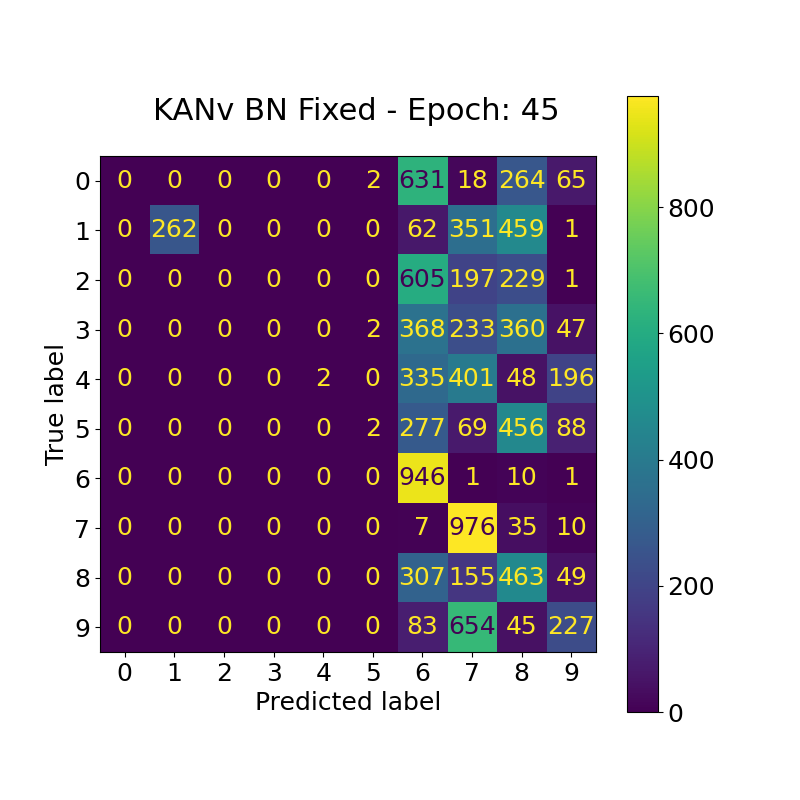 KANv BN Fixed - Epoch: 45
0 0 0 0 0 0 2 631 18 264 65
1 0 262 0 0 0 0 62 351 459 1
2 0 0 0 0 0 0 605 197 229 1
3 0 0 0 0 0 2 368 233 360 47
4 0 0 0 0 2 0 335 401 48 196
5 0 0 0 0 0 2 277 69 456 88
6 0 0 0 0 0 0 946 1 10 1
7 0 0 0 0 0 0 7 976 35 10
8 0 0 0 0 0 0 307 155 463 49
9 0 0 0 0 0 0 83 654 45 227
0 1 2 3 4 5 6 7 8 9
True label
Predicted label
800
600
400
200
0